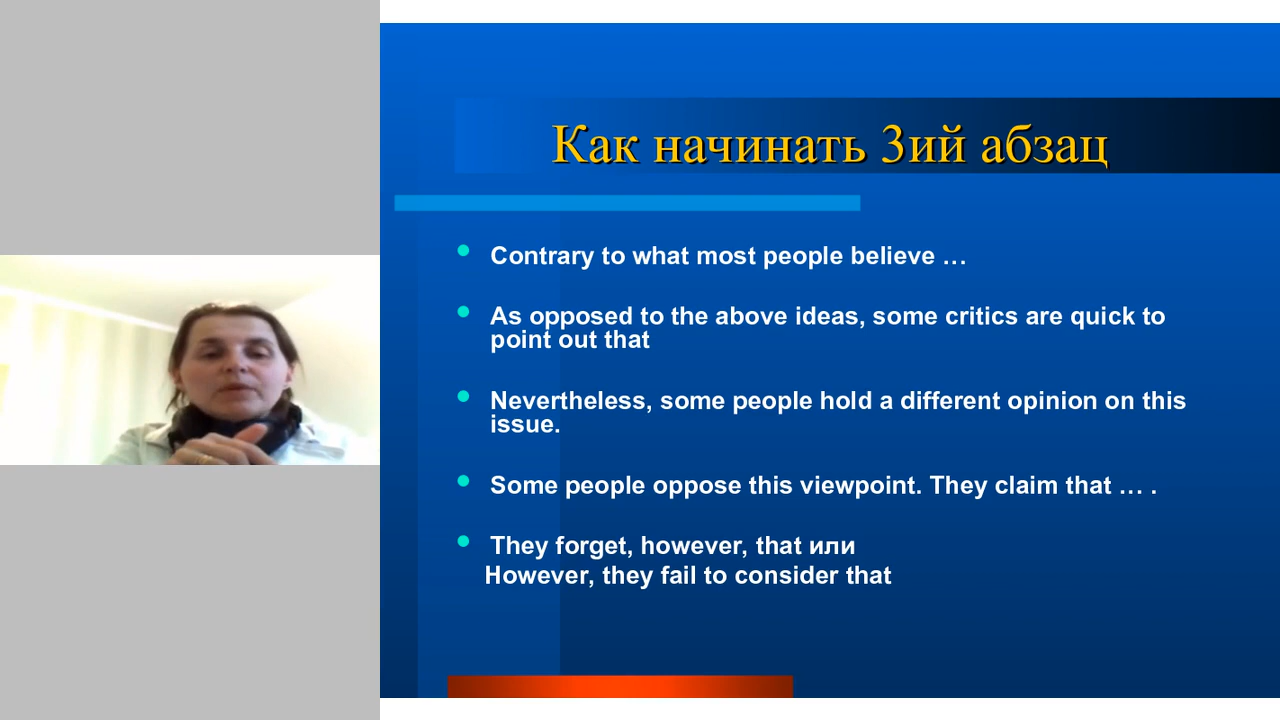 Как начинать 3ий абзац
Contrary to what most people believe …
As opposed to the above ideas, some critics are quick to
point out that
Nevertheless, some people hold a different opinion on this
issue.
Some people oppose this viewpoint. They claim that … .
They forget, however, that или
However, they fail to consider that